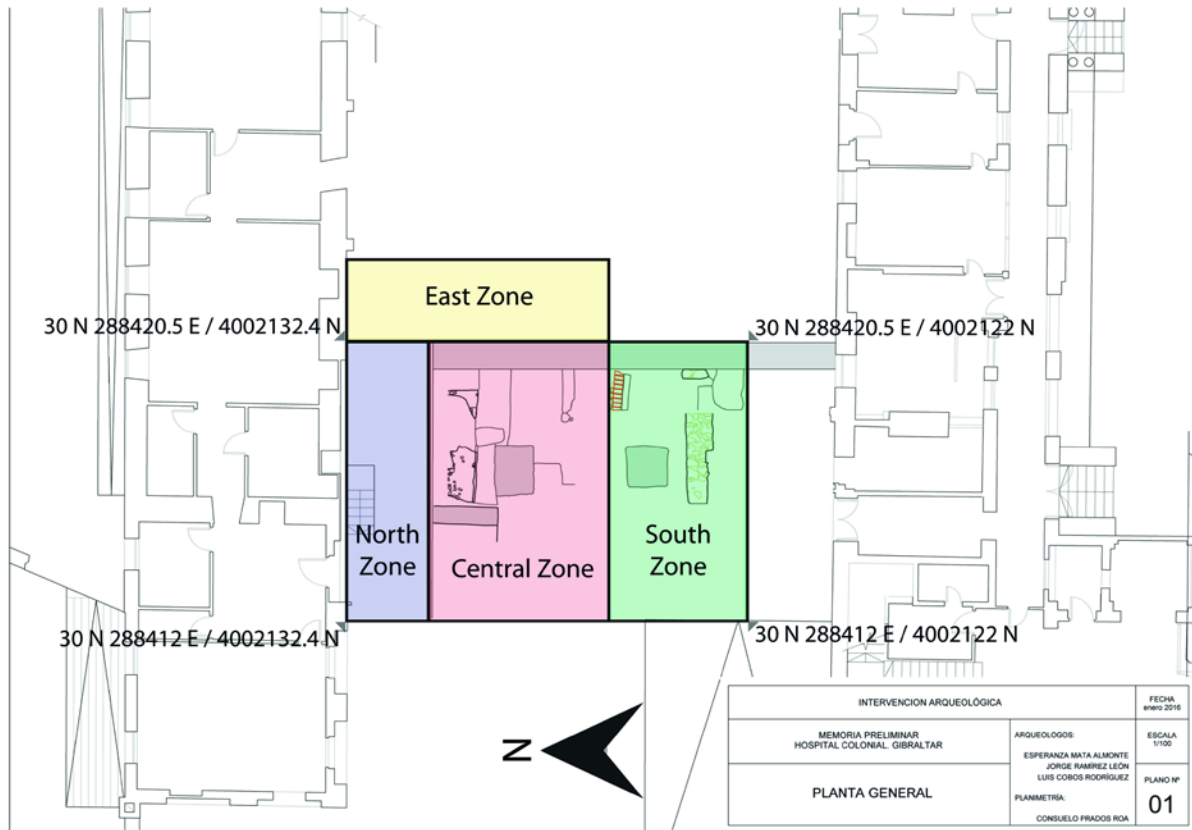 East Zone
30 N 288420.5 E / 4002132.4 N
30 N 288420.5 E / 4002122 N
North
Zone
Central Zone
South
Zone
30 N 288412 E / 4002132.4 N
30 N 288412 E / 4002122 N
N
INTERVENCION ARQUEOLÓGICA
FECHA
enero 2016
MEMORIA PRELIMINAR
HOSPITAL COLONIAL. GIBRALTAR
ARQUEOLOGOS:
ESPERANZA MATA ALMONTE
JORGE RAMÍREZ LEÓN
LUIS COBOS RODRÍGUEZ
ESCALA
1/100
PLANTA GENERAL
PLANIMETRÍA:
CONSUELO PRADOS ROA
PLANO Nº
01